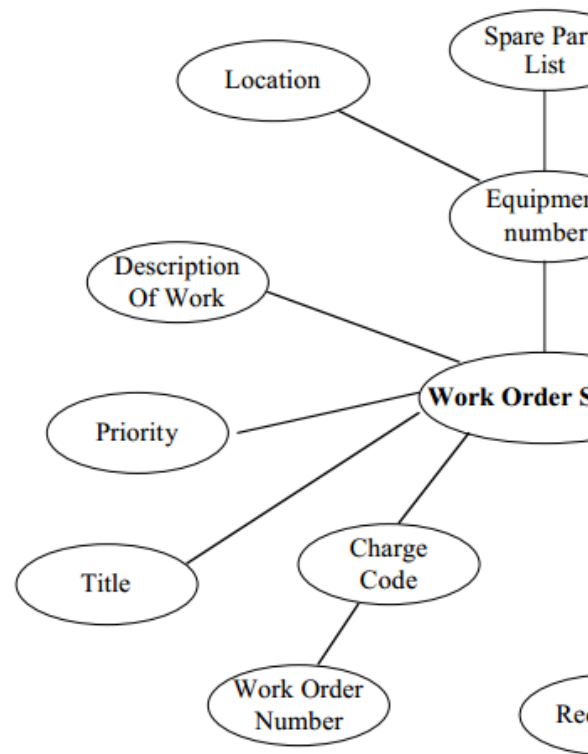 Spare Par
List
Location
Equipmen
number
Description
Of Work
Work Order S
Priority
Charge
Code
Title
Work Order
Number
Re